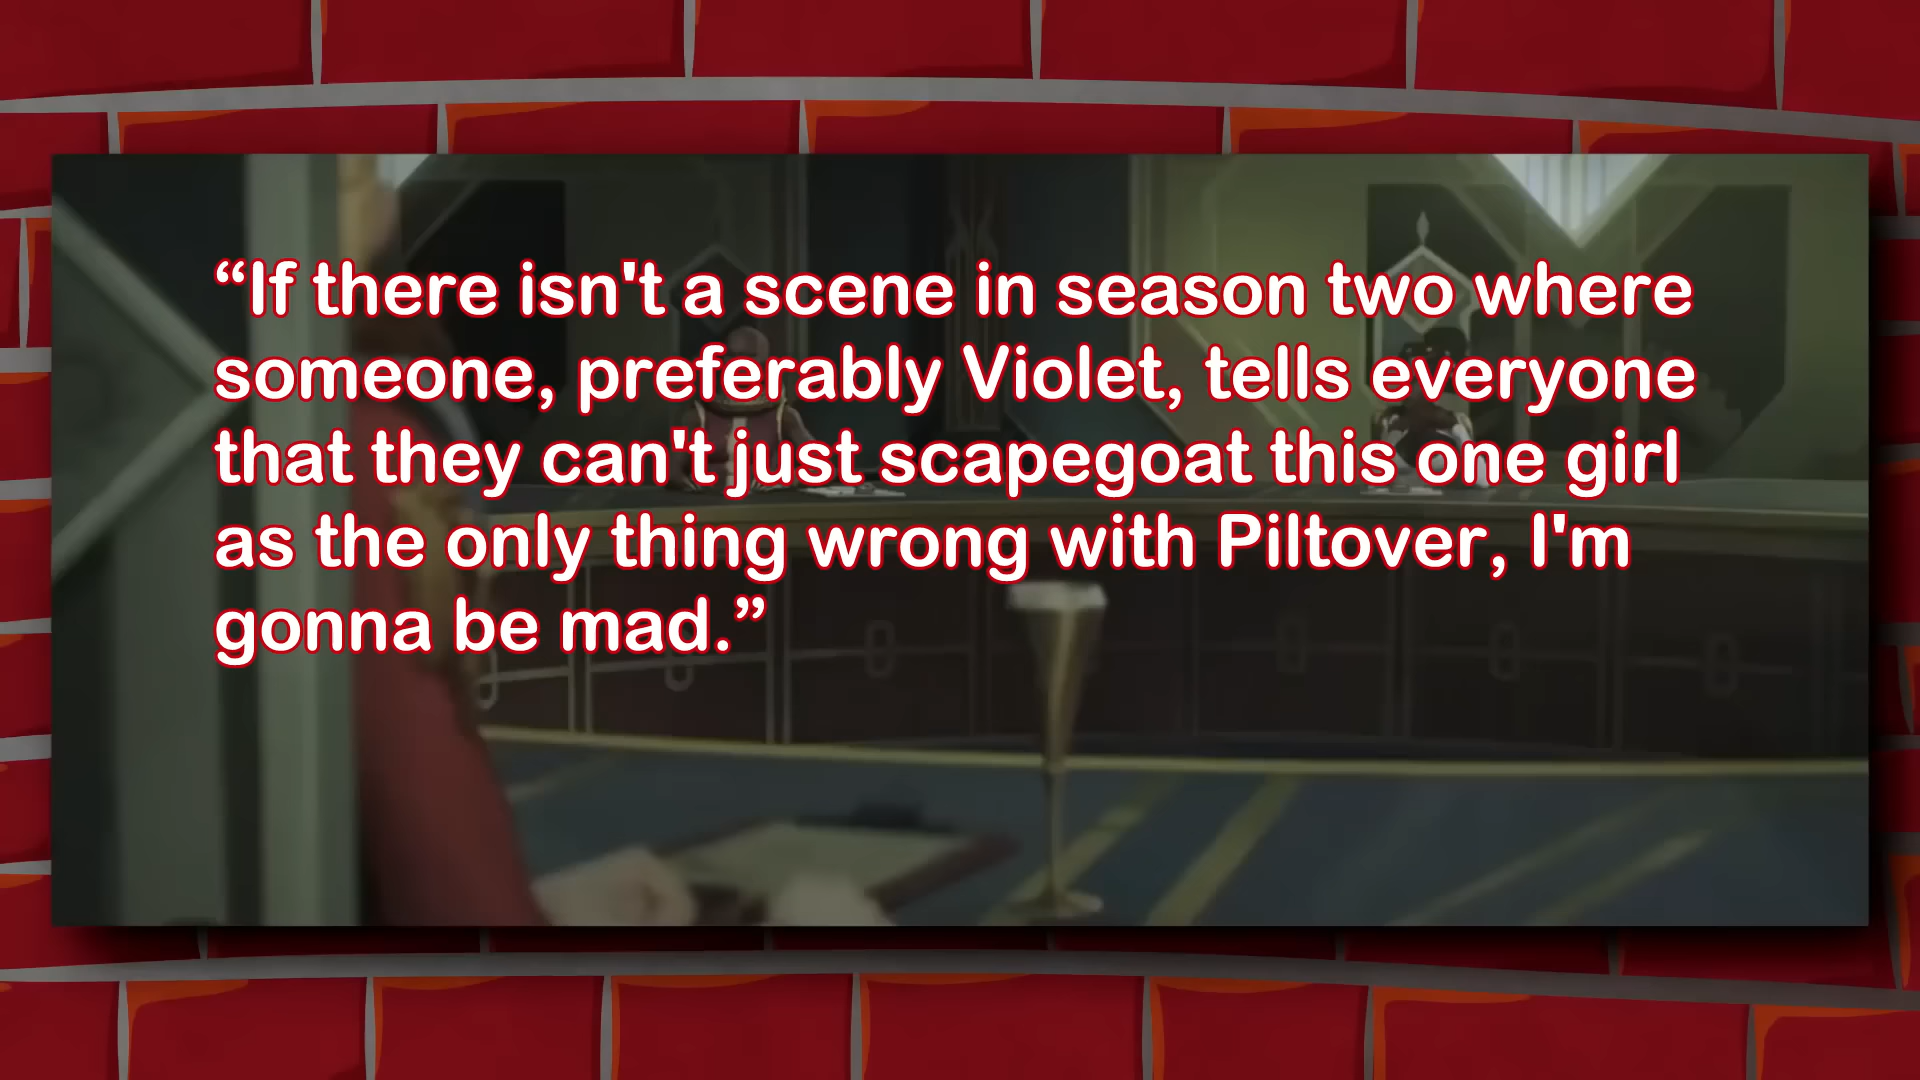 “If there isn't a scene in season two where
someone, preferably Violet, tells everyone
that they can't just scapegoat this one girl
as the only thing wrong with Piltover, I'm
gonna be mad.”